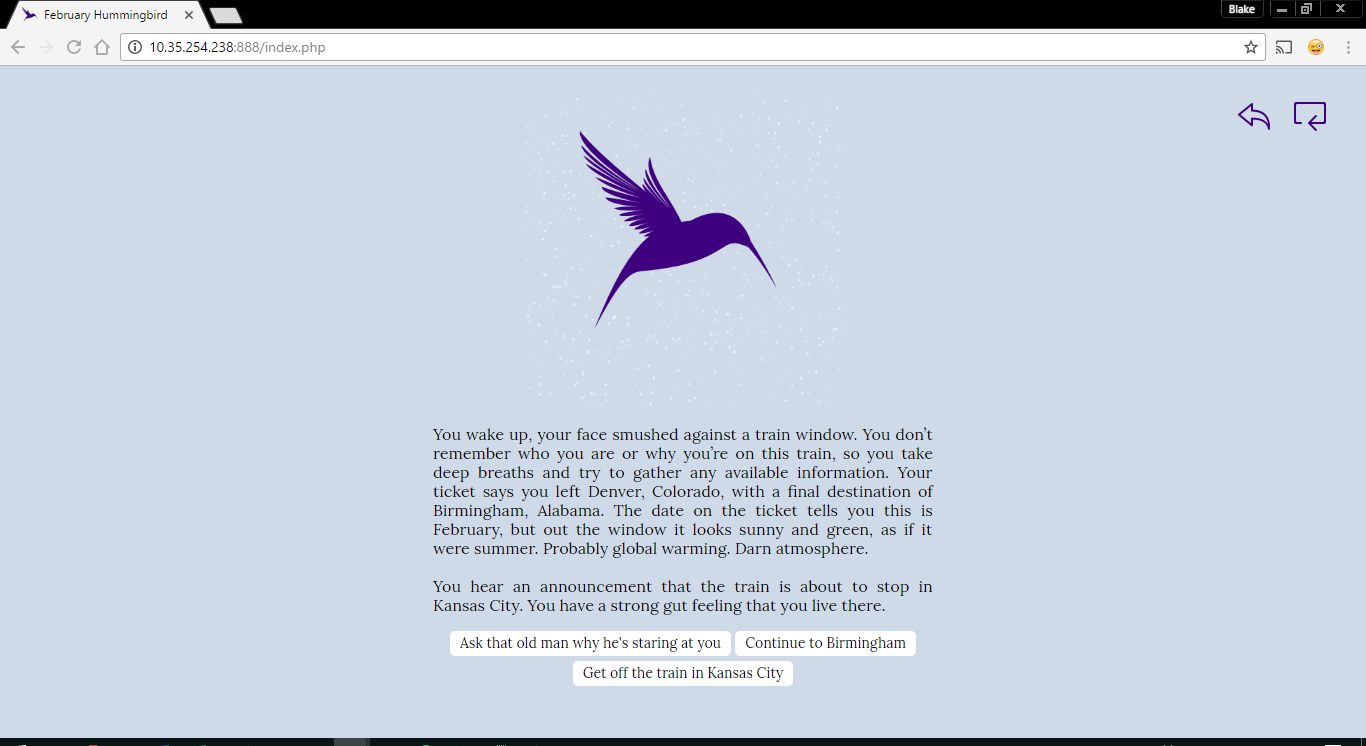 February Hummingbird
Blake
10.35.254.238:888/index.php
You wake up, your face smushed against a train window. You don’t
remember who you are or why you’re on this train, so you take
deep breaths and try to gather any available information. Your
ticket says you left Denver, Colorado, with a final destination of
Birmingham, Alabama. The date on the ticket tells you this is
February, but out the window it looks sunny and green, as if it
were summer. Probably global warming. Darn atmosphere.
You hear an announcement that the train is about to stop in
Kansas City. You have a strong gut feeling that you live there.
Ask that old man why he's staring at you
Continue to Birmingham
Get off the train in Kansas City